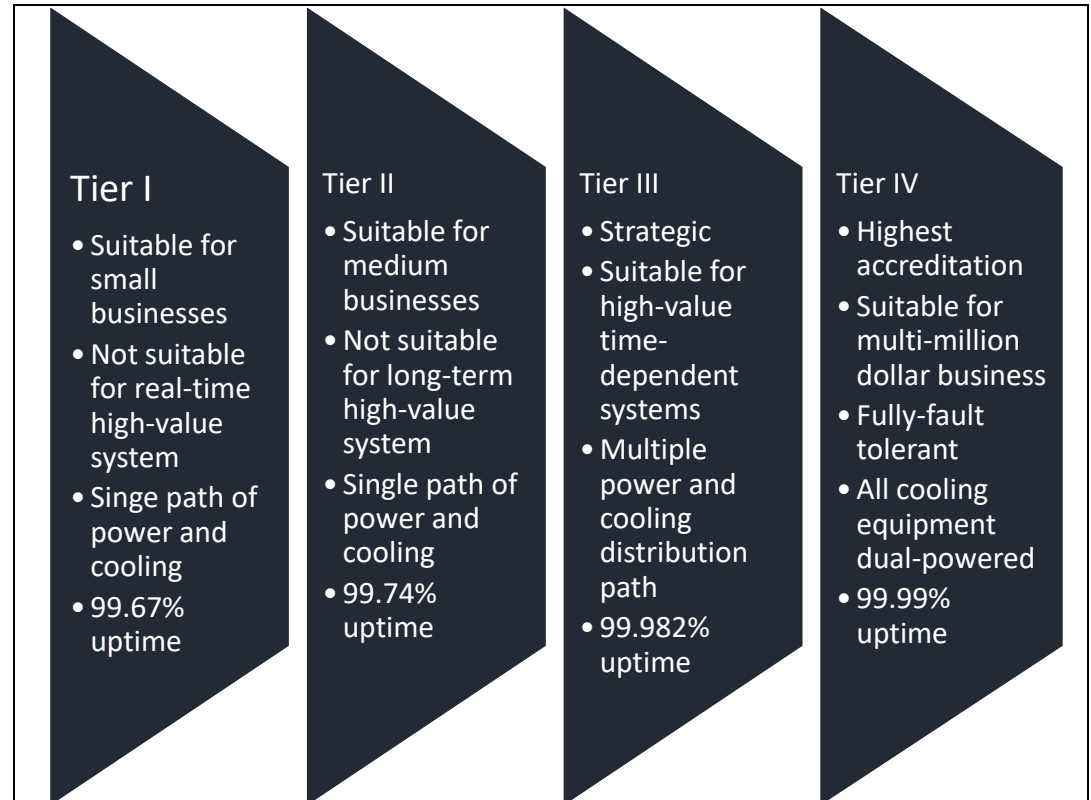 Tier I
• Suitable for
small
businesses
• Not suitable
for real-time
high-value
system
• Singe path of
power and
cooling
• 99.67%
uptime
Tier II
• Suitable for
medium
businesses
• Not suitable
for long-term
high-value
system
• Single path of
power and
cooling
• 99.74%
uptime
Tier III
• Strategic
• Suitable for
high-value
time-
dependent
systems
• Multiple
power and
cooling
distribution
path
• 99.982%
uptime
Tier IV
• Highest
accreditation
• Suitable for
multi-million
dollar business
• Fully-fault
tolerant
• All cooling
equipment
dual-powered
• 99.99%
uptime